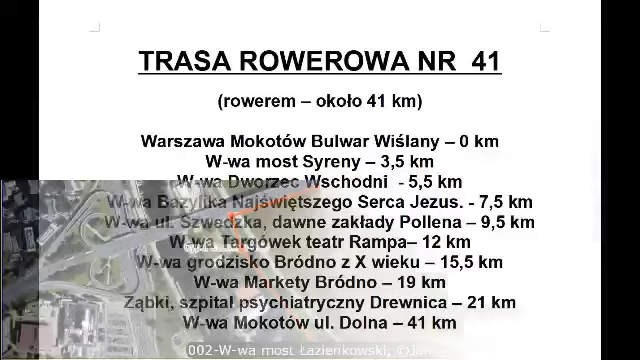 TRASA ROWEROWA NR 41
(rowerem – około 41 km)
Warszawa Mokotów Bulwar Wiślany – 0 km
W-wa most Syreny – 3,5 km
W-wa Dworzec Wschodni - 5,5 km
W-wa Bazylika Najświętszego Serca Jezus. - 7,5 km
W-wa ul. Szwedzka, dawne zakłady Pollena – 9,5 km
W-wa Targówek teatr Rampa– 12 km
W-wa grodzisko Bródno z X wieku – 15,5 km
W-wa Markety Bródno – 19 km
Ząbki, szpital psychiatryczny Drewnica – 21 km
W-wa Mokotów ul. Dolna – 41 km
002-W-wa most Łazienkowski,